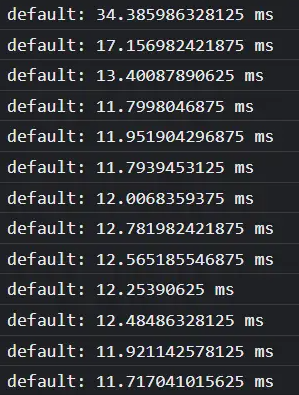 default: 34.385986328125 ms
default: 17.156982421875 ms
default: 13.40087890625 ms
default: 11.7998046875 ms
default: 11.951904296875 ms
default: 11.7939453125 ms
default: 12.0068359375 ms
default: 12.781982421875 ms
default: 12.565185546875 ms
default: 12.25390625 ms
default: 12.48486328125 ms
default: 11.921142578125 ms
default: 11.717041015625 ms